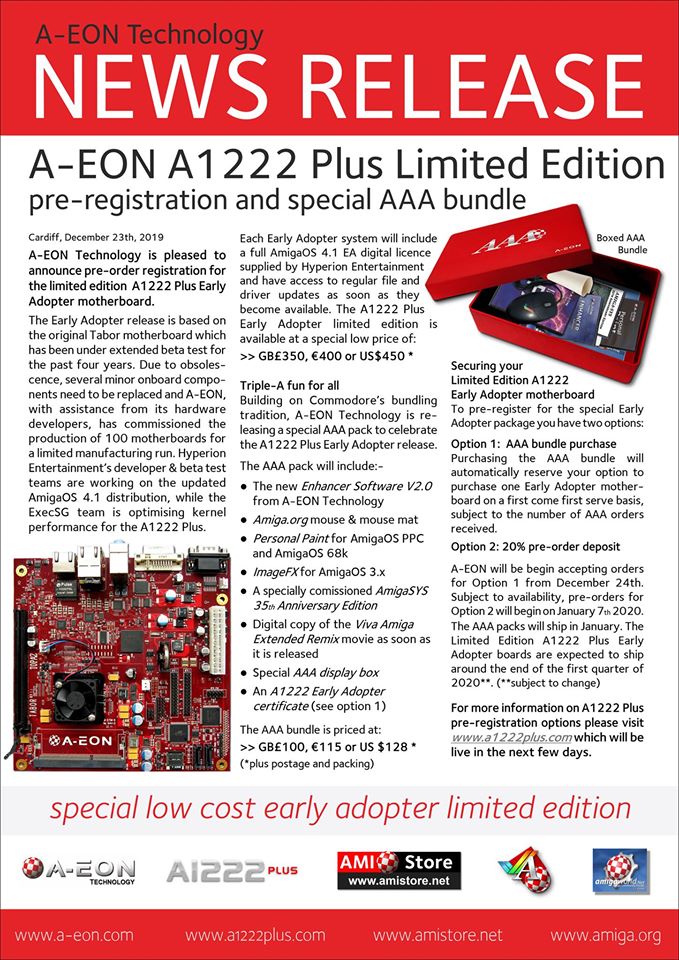 A-EON Technology
NEWS RELEASE
A-EON A1222 Plus Limited Edition
pre-registration and special AAA bundle
Cardiff, December 23th, 2019
A-EON Technology is pleased to
announce pre-order registration for
the limited edition A1222 Plus Early
Adopter motherboard.
The Early Adopter release is based on
the original Tabor motherboard which
has been under extended beta test for
the past four years. Due to obsoles-
cence, several minor onboard compo-
nents need to be replaced and A-EON,
with assistance from its hardware
developers, has commissioned the
production of 100 motherboards for
a limited manufacturing run. Hyperion
Entertainment's developer & beta test
teams are working on the updated
AmigaOS 4.1 distribution, while the
ExecSG team is optimising kernel
performance for the A1222 Plus.
TABOR
A-EON
Each Early Adopter system will include
a full AmigaOS 4.1 EA digital licence
supplied by Hyperion Entertainment
and have access to regular file and
driver updates as soon as they
become available. The A1222 Plus
Early Adopter limited edition is
available at a special low price of:
>> GB£350, €400 or US$450 *
Triple-A fun for all
Building on Commodore's bundling
tradition, A-EON Technology is re-
leasing a special AAA pack to celebrate
the A1222 Plus Early Adopter release.
The AAA pack will include:-
● The new Enhancer Software V2.0
from A-EON Technology
● Amiga.org mouse & mouse mat
● Personal Paint for AmigaOS PPC
and AmigaOS 68k
● ImageFX for AmigaOS 3.x
● A specially comissioned AmigaSYS
35th Anniversary Edition
● Digital copy of the Viva Amiga
Extended Remix movie as soon as
it is released
● Special AAA display box
● An A1222 Early Adopter
certificate (see option 1)
The AAA bundle is priced at:
>> GB£100, €115 or US $128 *
(*plus postage and packing)
AAA
A-EON
Boxed AAA
Bundle
ENHANCER
Personal
Securing your
Limited Edition A1222
Early Adopter motherboard
To pre-register for the special Early
Adopter package you have two options:
Option 1: AAA bundle purchase
Purchasing the AAA bundle will
automatically reserve your option to
purchase one Early Adopter mother-
board on a first come first serve basis,
subject to the number of AAA orders
received.
Option 2: 20% pre-order deposit
A-EON will be begin accepting orders
for Option 1 from December 24th.
Subject to availability, pre-orders for
Option 2 will begin on January 7th 2020.
The AAA packs will ship in January. The
Limited Edition A1222 Plus Early
Adopter boards are expected to ship
around the end of the first quarter of
2020**. (**subject to change)
For more information on A1222 Plus
pre-registration options please visit
www.a1222plus.com which will be
live in the next few days.
special low cost early adopter limited edition
A-EON
TECHNOLOGY
A1222 PLUS
AMI Store
www.amistore.net
amigaworld.net
www.a-eon.com
www.a1222plus.com
www.amistore.net
www.amiga.org